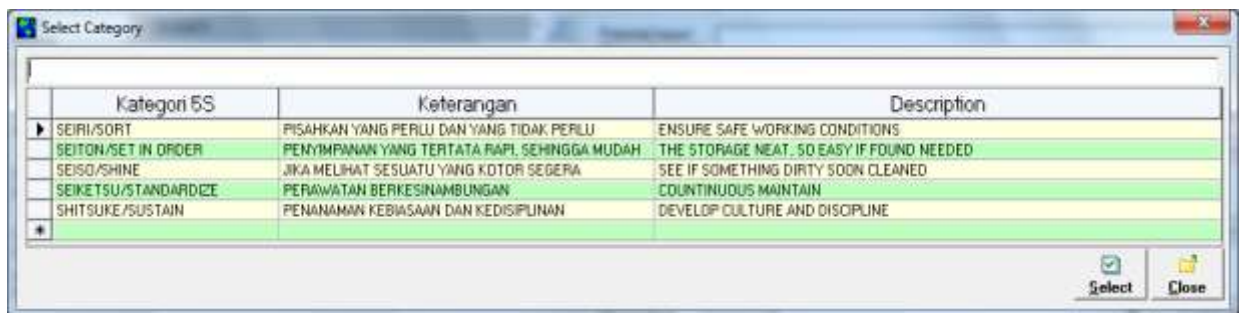 Select Category
Kategori 5S Keterangan Description
SEIRI/SORT PISAHKAN YANG PERLU DAN YANG TIDAK PERLU ENSURE SAFE WORKING CONDITIONS
SEITON/SET IN ORDER PENYIMPANAN YANG TERTATA RAPI, SEHINGGA MUDAH THE STORAGE NEAT, SO EASY IF FOUND NEEDED
SEISO/SHINE JIKA MELIHAT SESUATU YANG KOTOR SEGERA SEE IF SOMETHING DIRTY SOON CLEANED
SEIKETSU/STANDARDIZE PERAWATAN BERKESINAMBUNGAN COUNTINUOUS MAINTAIN
SHITSUKE/SUSTAIN PENANAMAN KEBIASAAN DAN KEDISIPLINAN DEVELOP CULTURE AND DISCIPLINE
Select Close